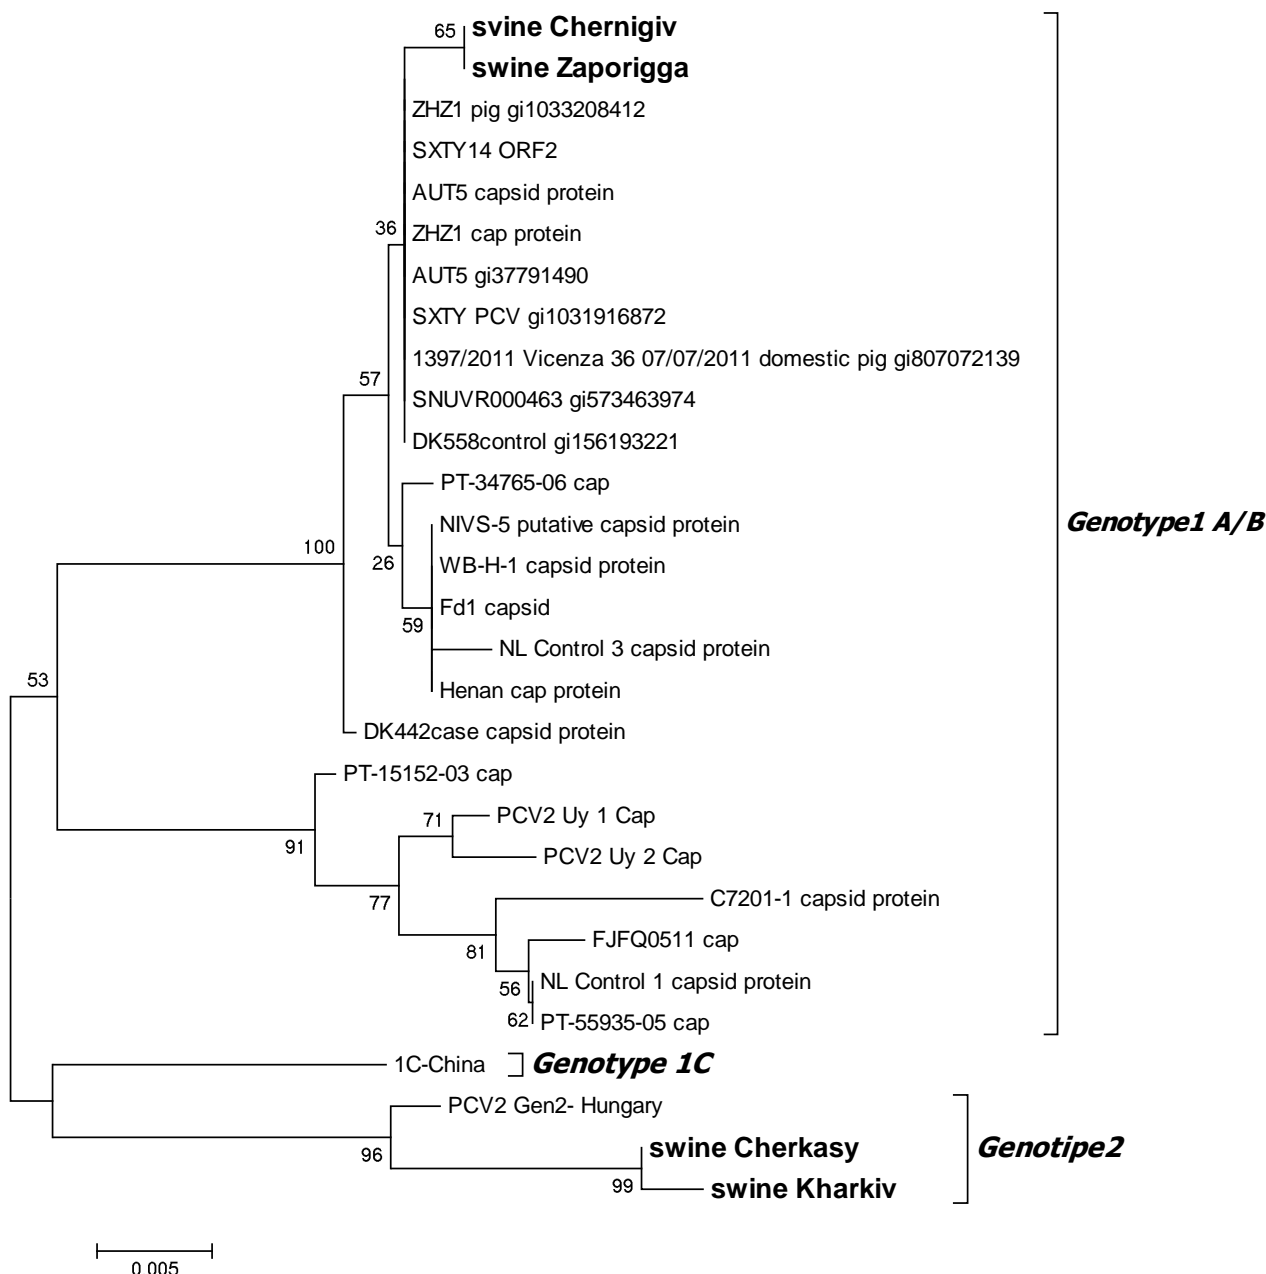 65
svine Chernigiv
swine Zaporigga
ZHZ1 pig gi1033208412
SXTY14 ORF2
AUT5 capsid protein
36
ZHZ1 cap protein
AUT5 gi37791490
SXTY PCV gi1031916872
1397/2011 Vicenza 36 07/07/2011 domestic pig gi807072139
57
SNUVR000463 gi573463974
DK558control gi156193221
PT-34765-06 cap
NIVS-5 putative capsid protein
Genotype1 A/B
100
26
WB-H-1 capsid protein
Fd1 capsid
59
NL Control 3 capsid protein
53
Henan cap protein
DK442case capsid protein
PT-15152-03 cap
71
PCV2 Uy 1 Cap
91
PCV2 Uy 2 Cap
77
C7201-1 capsid protein
81
FJFQ0511 cap
56
NL Control 1 capsid protein
62
PT-55935-05 cap
1C-China
Genotype 1C
PCV2 Gen2- Hungary
96
swine Cherkasy
Genotipe2
99
swine Kharkiv
0.005